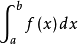 ∫_a^b f(x)dx